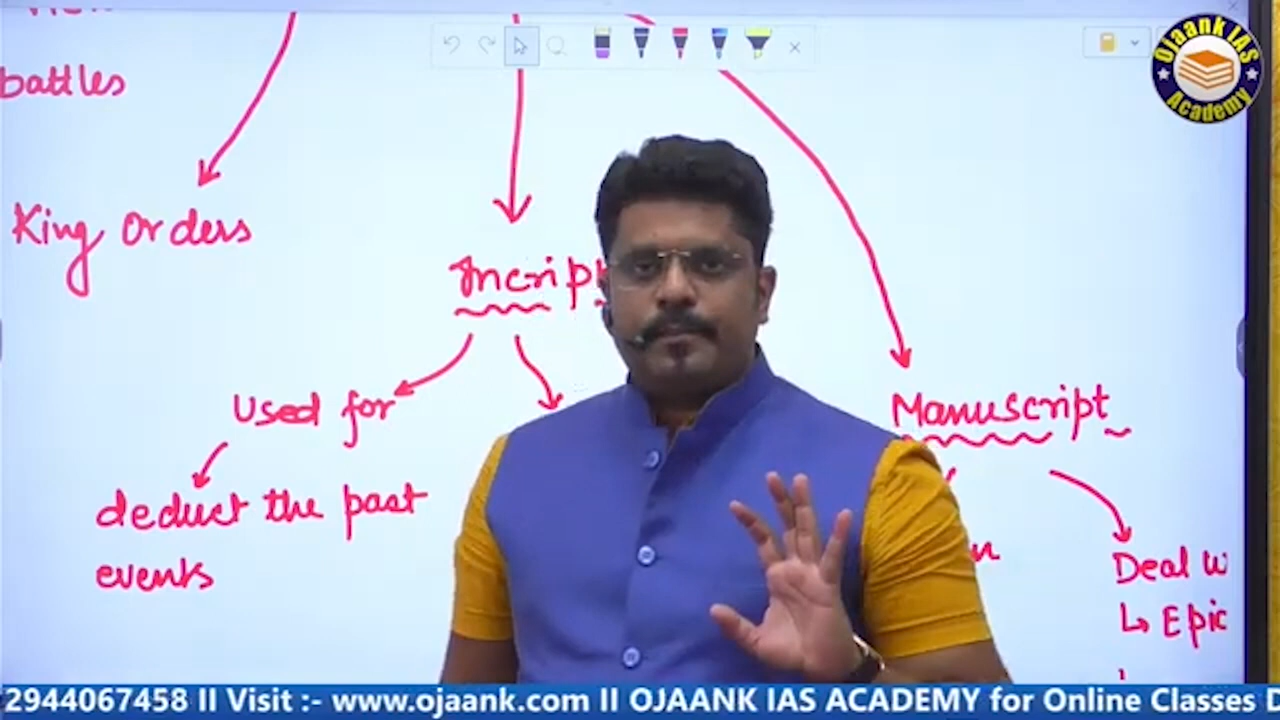 battles
Ojaank IAS
Academy
King Orders
Used for
Manuscript
deduct the past
events
Deal
↳ Epic
2944067458 II Visit :- www.ojaank.com II OJAANK IAS ACADEMY for Online Classes D